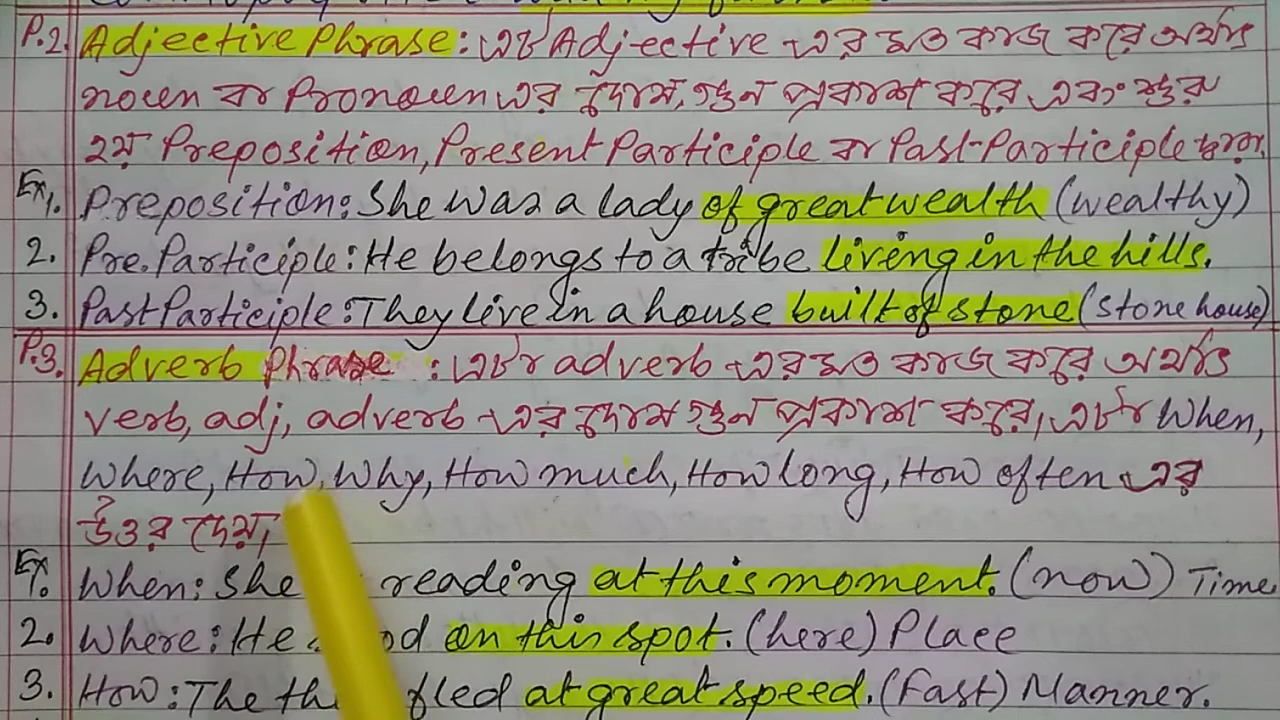 P.2. Adjective Phrase: এটি Adjective-এর মত কাজ করে অর্থাৎ
noun বা Pronoun এর দোষ, গুন প্রকাশ করে এবং শুরু
হয় Preposition, Present Participle বা Past-Participle দ্বারা,
Ex1. Preposition: She was a lady of great wealth (wealthy)
2. Pre. Participle: He belongs to a tribe living in the hills.
3. Past Participle: They live in a house built of stone (stone house)
P.3. Adverb Phrase : এটি adverb-এর মত কাজ করে অর্থাৎ
verb, adj, adverb-এর দোষ গুন প্রকাশ করে, এটি When,
Where, How, Why, How much, How long, How often এর
উত্তর দেয়,
Ex1. When: She reading at this moment. (now) Time
2. Where: He on this spot. (here) Place
3. How: The fled at great speed. (Fast) Manner.